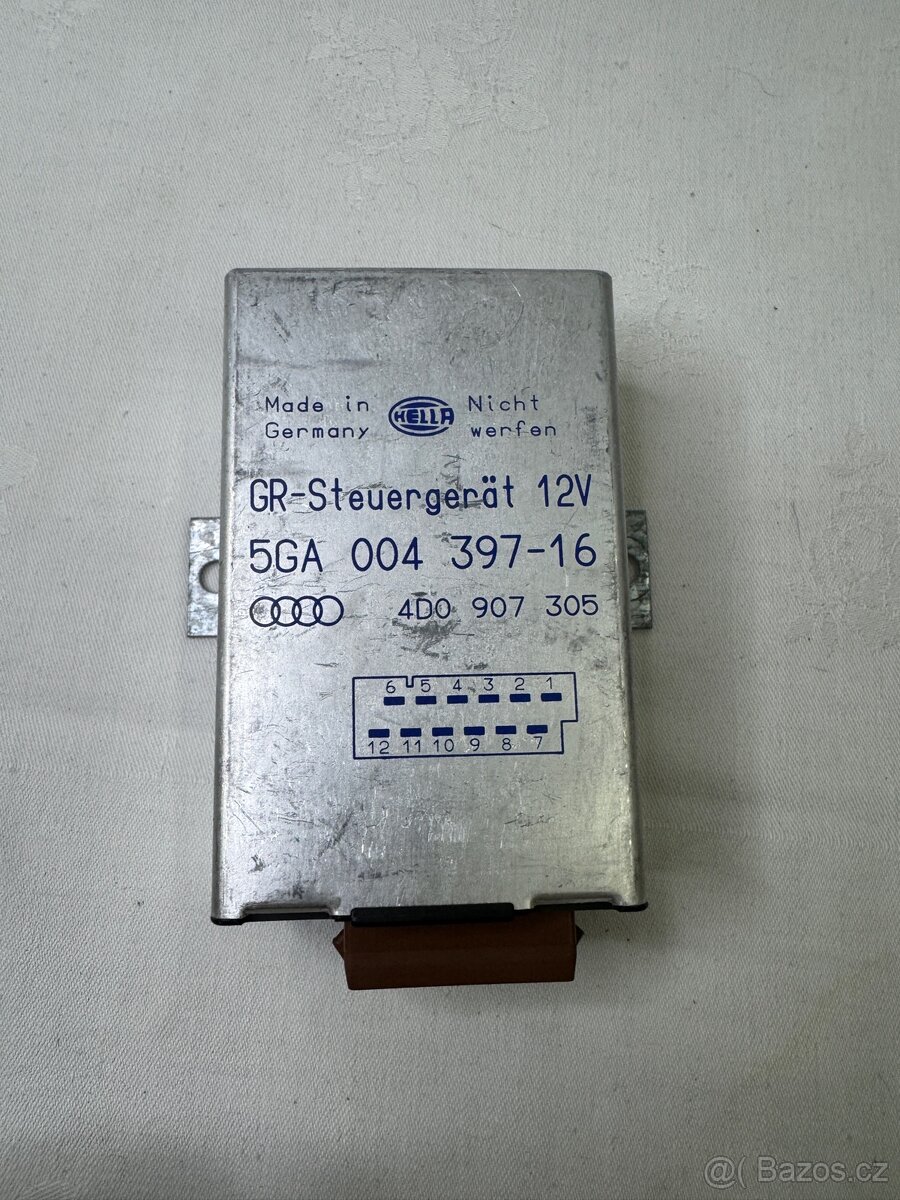 Made in HELLA Nicht
Germany werfen
GR-Steuergerät 12V
5GA 004 397-16
4D0 907 305
6 5 4 3 2 1
12 11 10 9 8 7
@( Bazos.cz